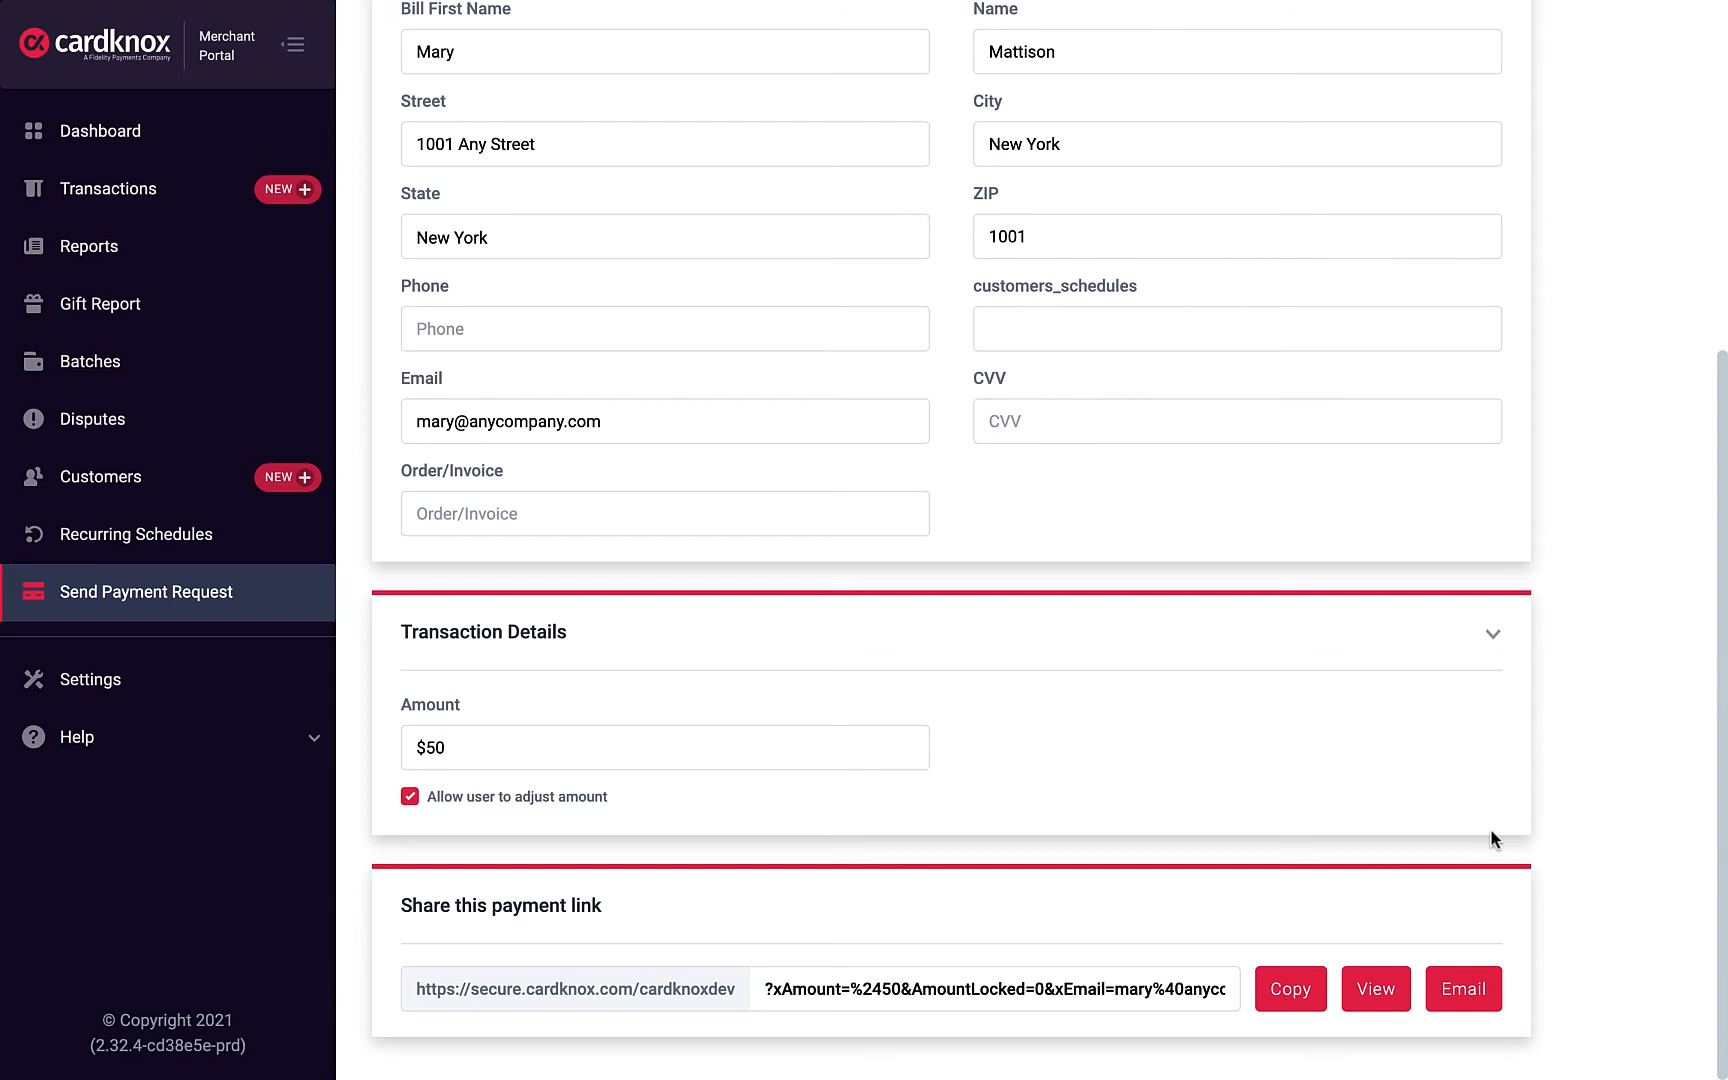 cardknox
A Fidelity Payments Company
Merchant
Portal
Dashboard
Transactions
NEW
Reports
Gift Report
Batches
Disputes
Customers
NEW
Recurring Schedules
Send Payment Request
Settings
Help
© Copyright 2021
(2.32.4-cd38e5e-prd)
Bill First Name
Name
Mary
Mattison
Street
City
1001 Any Street
New York
State
ZIP
New York
1001
Phone
customers_schedules
Phone
Email
CVV
mary@anycompany.com
CVV
Order/Invoice
Order/Invoice
Transaction Details
Amount
$50
Allow user to adjust amount
Share this payment link
https://secure.cardknox.com/cardknoxdev
?xAmount=%2450&AmountLocked=0&xEmail=mary%40anycc
Copy
View
Email